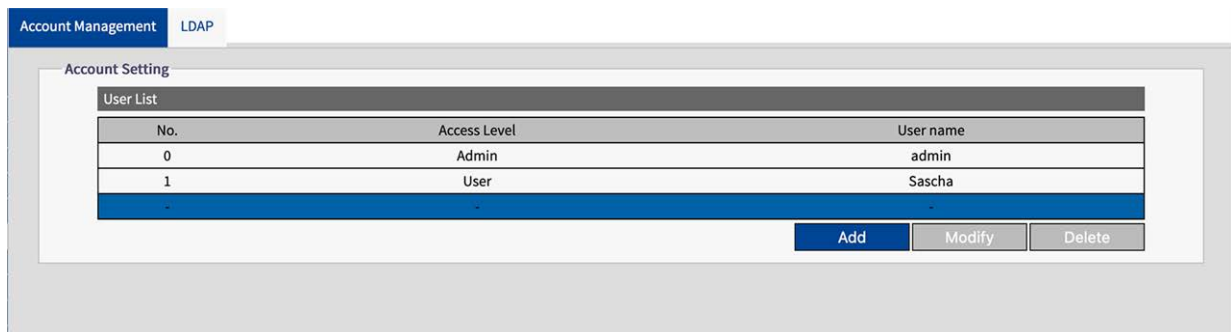 Account Management LDAP
Account Setting
User List
No. Access Level User name
0 Admin admin
1 User Sascha
- - -
Add Modify Delete